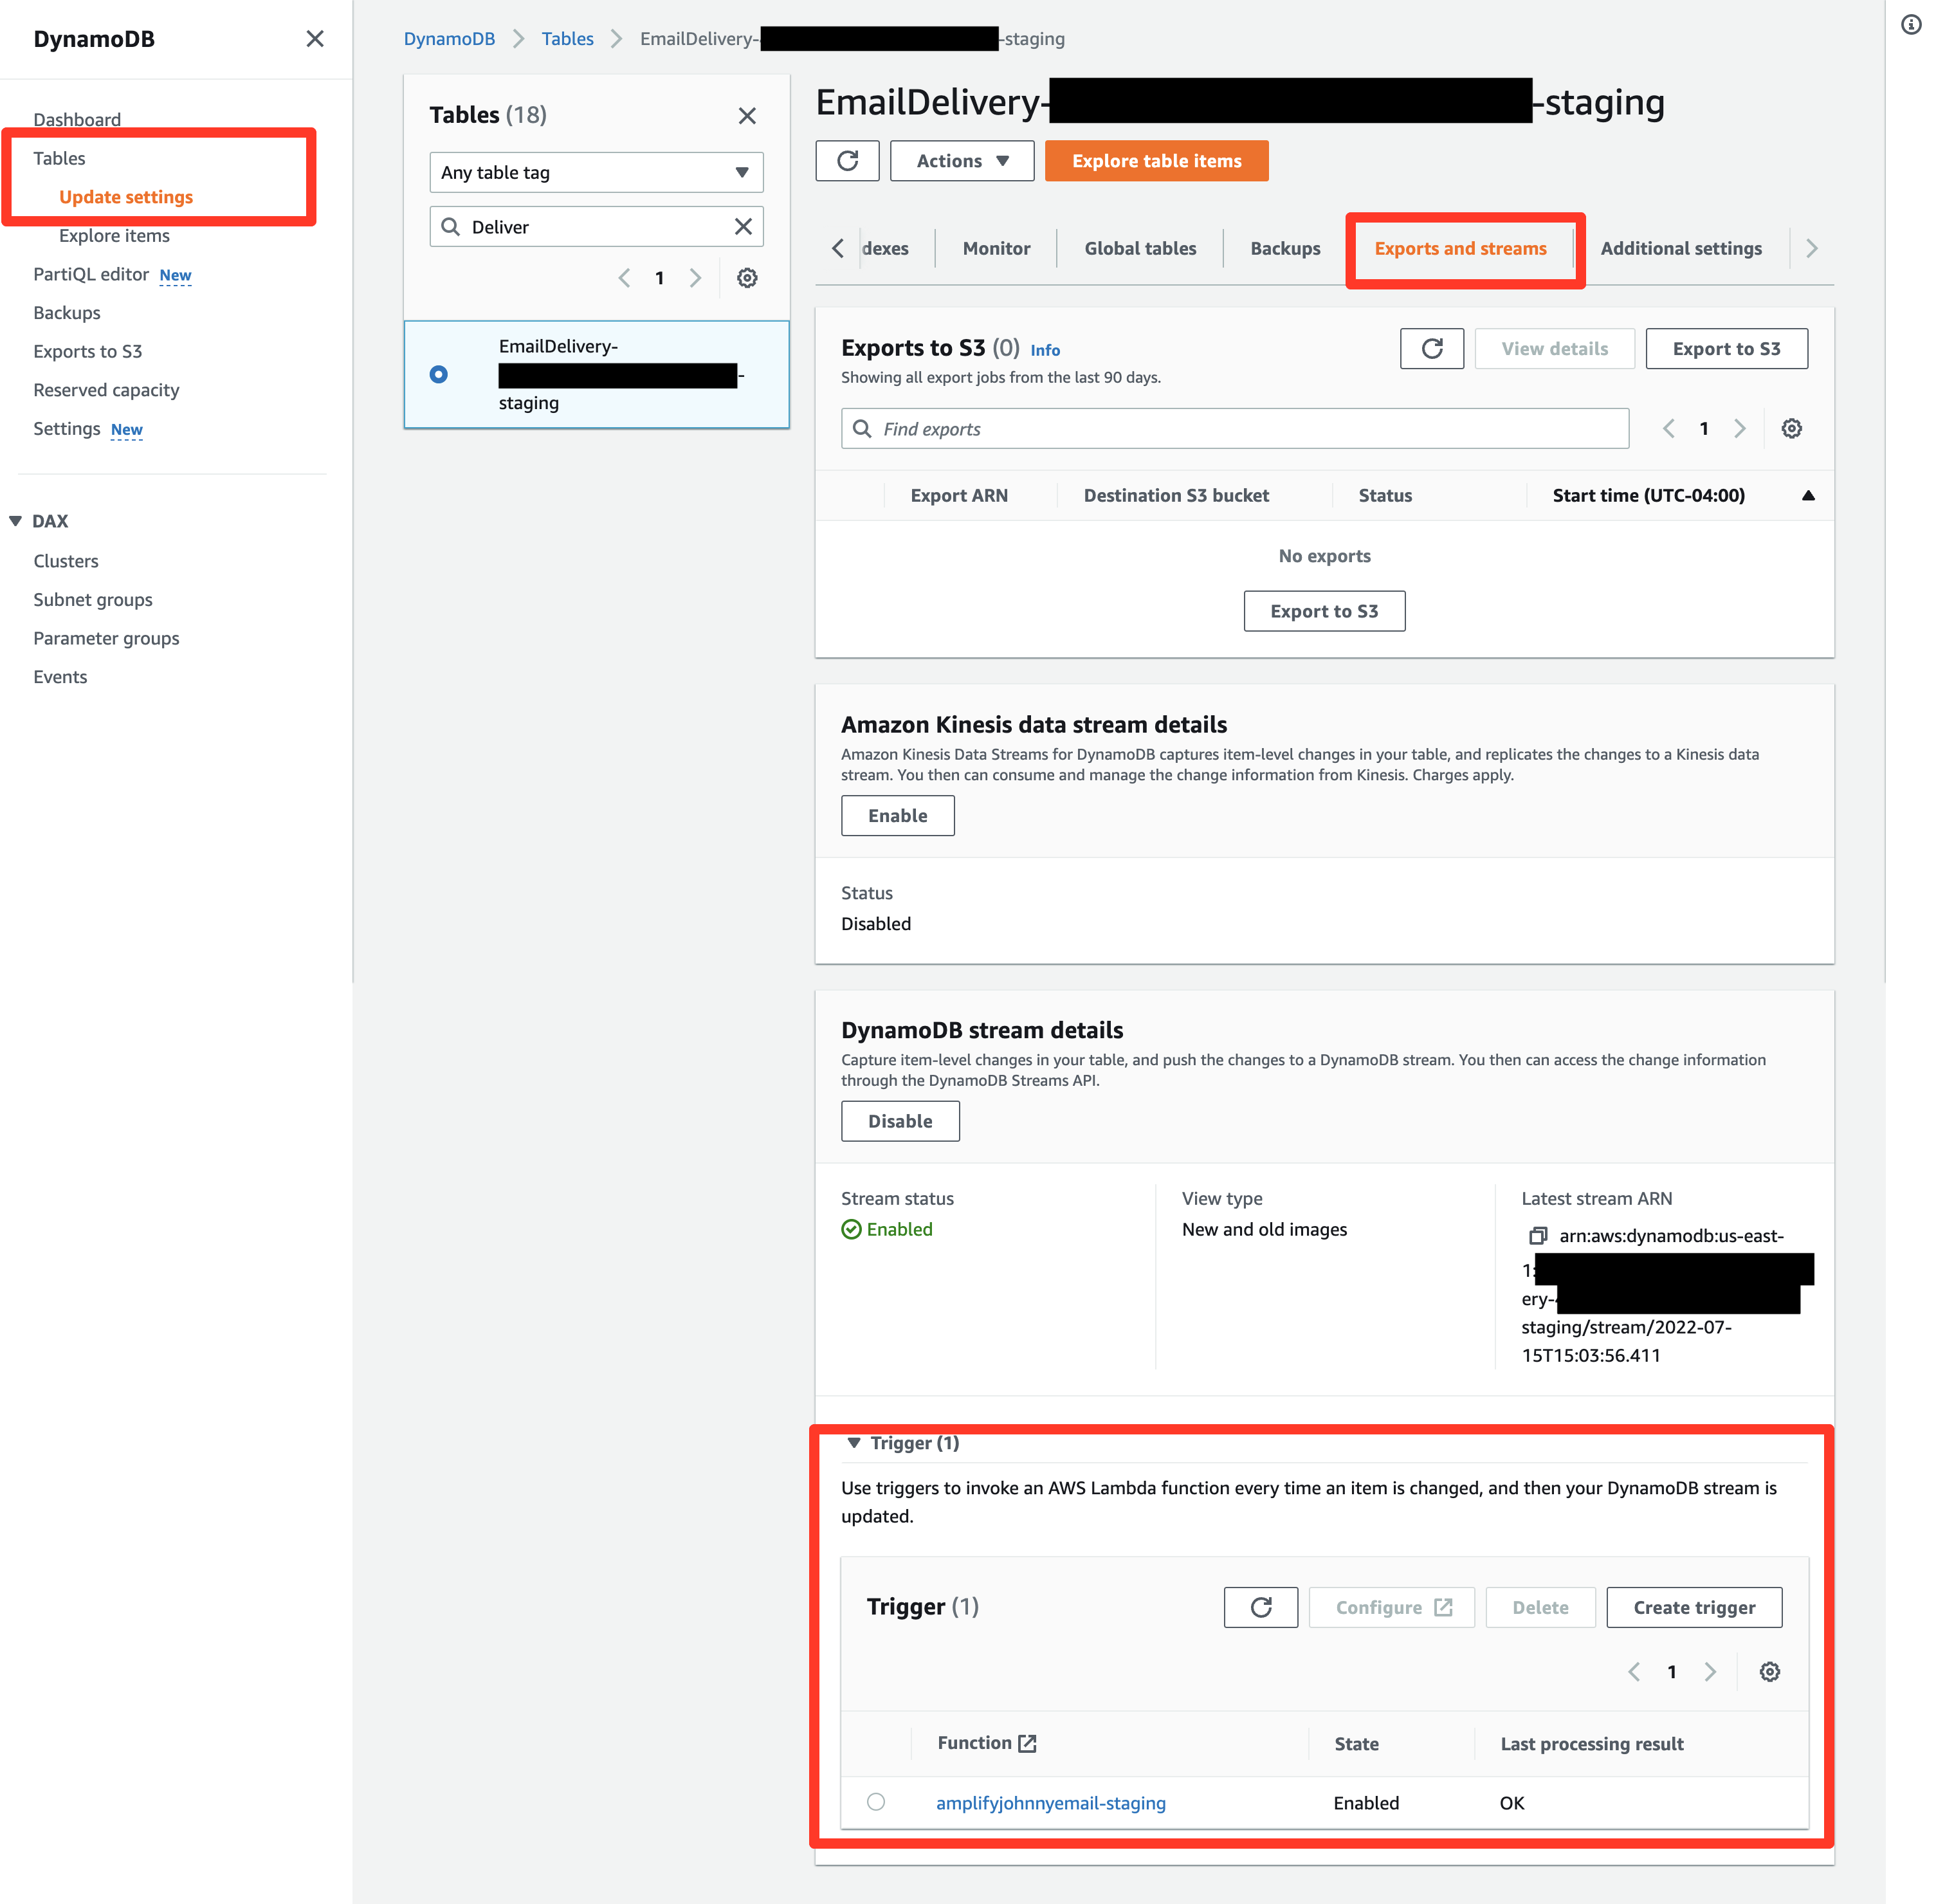 DynamoDB
Dashboard
Tables
Update settings
Explore items
PartiQL editor New
Backups
Exports to S3
Reserved capacity
Settings New
DAX
Clusters
Subnet groups
Parameter groups
Events
DynamoDB Tables EmailDelivery- -staging
Tables (18)
Any table tag
Deliver
1
EmailDelivery-
-
staging
EmailDelivery- -staging
Actions
Explore table items
dexes Monitor Global tables Backups Exports and streams Additional settings
Exports to S3 (0) Info
View details
Export to S3
Showing all export jobs from the last 90 days.
Find exports
1
Export ARN Destination S3 bucket Status Start time (UTC-04:00)
No exports
Export to S3
Amazon Kinesis data stream details
Amazon Kinesis Data Streams for DynamoDB captures item-level changes in your table, and replicates the changes to a Kinesis data
stream. You then can consume and manage the change information from Kinesis. Charges apply.
Enable
Status
Disabled
DynamoDB stream details
Capture item-level changes in your table, and push the changes to a DynamoDB stream. You then can access the change information
through the DynamoDB Streams API.
Disable
Stream status
Enabled
View type
New and old images
Latest stream ARN
arn:aws:dynamodb:us-east-
1:
ery-
staging/stream/2022-07-
15T15:03:56.411
Trigger (1)
Use triggers to invoke an AWS Lambda function every time an item is changed, and then your DynamoDB stream is
updated.
Trigger (1)
Configure
Delete
Create trigger
1
Function State Last processing result
amplifyjohnnyemail-staging Enabled OK